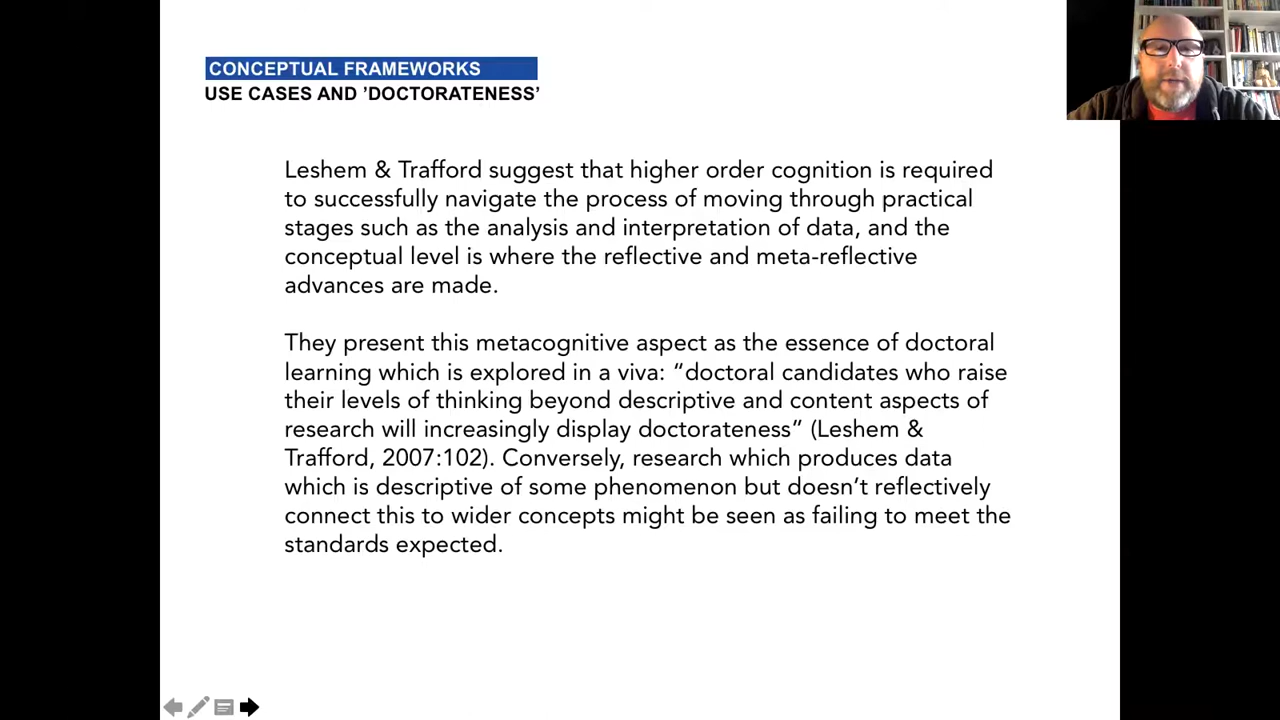 CONCEPTUAL FRAMEWORKS
USE CASES AND ’DOCTORATENESS’
Leshem & Trafford suggest that higher order cognition is required
to successfully navigate the process of moving through practical
stages such as the analysis and interpretation of data, and the
conceptual level is where the reflective and meta-reflective
advances are made.
They present this metacognitive aspect as the essence of doctoral
learning which is explored in a viva: “doctoral candidates who raise
their levels of thinking beyond descriptive and content aspects of
research will increasingly display doctorateness” (Leshem &
Trafford, 2007:102). Conversely, research which produces data
which is descriptive of some phenomenon but doesn’t reflectively
connect this to wider concepts might be seen as failing to meet the
standards expected.